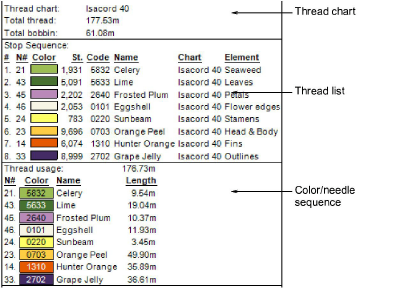 Thread chart: Isacord 40
Thread chart
Total thread: 177.53m
Total bobbin: 61.08m
Stop Sequence:
# N# Color St. Code Name Chart Element
1. 21 1,931 5832 Celery Isacord 40 Seaweed
2. 43 5,091 5633 Lime Isacord 40 Leaves
3. 45 2,202 2640 Frosted Plum Isacord 40 Petals
Thread list
4. 46 2,053 0101 Eggshell Isacord 40 Flower edges
5. 24 783 0220 Sunbeam Isacord 40 Stamens
6. 23 9,696 0703 Orange Peel Isacord 40 Head & Body
7. 14 6,074 1310 Hunter Orange Isacord 40 Fins
8. 33 8,999 2702 Grape Jelly Isacord 40 Outlines
Thread usage: 176.73m
N# Color Name Length
21. 5832 Celery 9.54m
Color/needle
sequence
43. 5633 Lime 19.04m
45. 2640 Frosted Plum 10.37m
46. 0101 Eggshell 11.93m
24. 0220 Sunbeam 3.45m
23. 0703 Orange Peel 49.90m
14. 1310 Hunter Orange 35.89m
33. 2702 Grape Jelly 36.61m